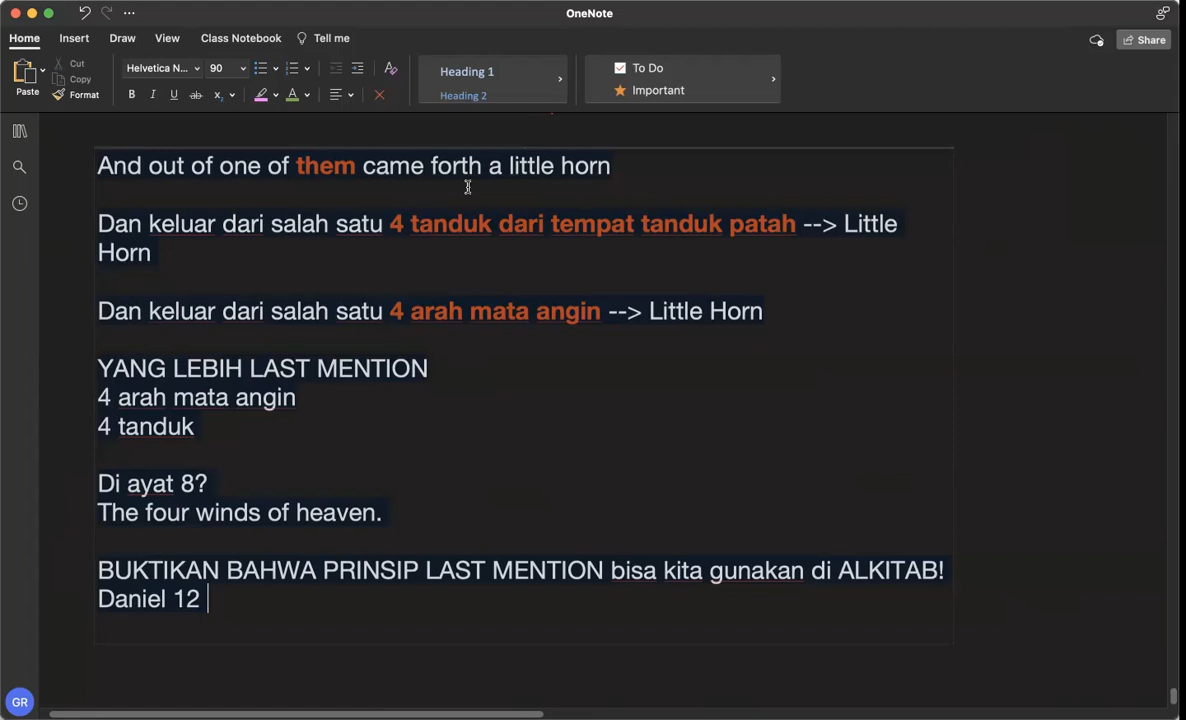 OneNote
Home Insert Draw View Class Notebook Tell me Share
Paste Cut Copy Format Helvetica N... 90 Heading 1 Heading 2 To Do Important
And out of one of them came forth a little horn
Dan keluar dari salah satu 4 tanduk dari tempat tanduk patah --> Little
Horn
Dan keluar dari salah satu 4 arah mata angin --> Little Horn
YANG LEBIH LAST MENTION
4 arah mata angin
4 tanduk
Di ayat 8?
The four winds of heaven.
BUKTIKAN BAHWA PRINSIP LAST MENTION bisa kita gunakan di ALKITAB!
Daniel 12
GR